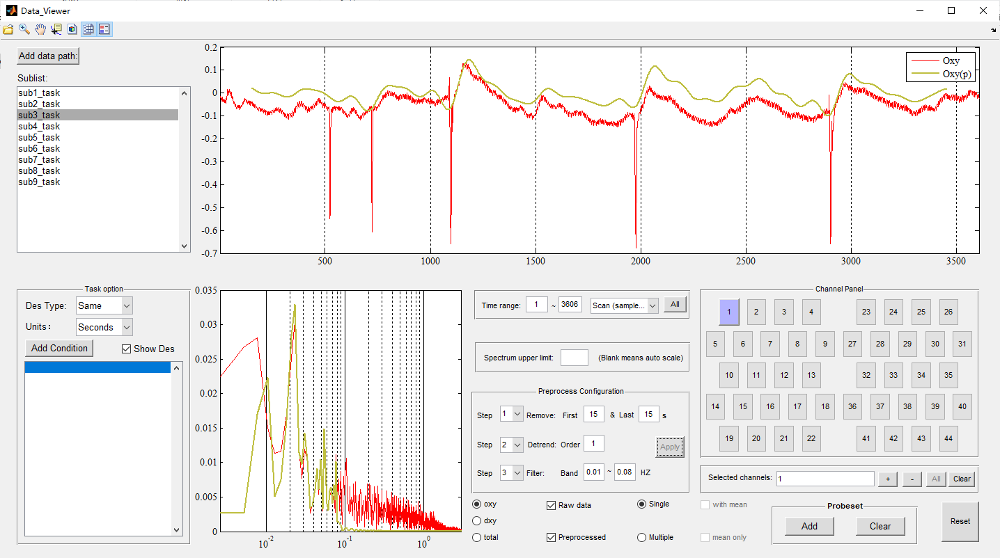 Data_Viewer
Add data path:
Sublist:
sub1_task
sub2_task
sub3_task
sub4_task
sub5_task
sub6_task
sub7_task
sub8_task
sub9_task
0.2
0.1
0
-0.1
-0.2
-0.3
-0.4
-0.5
-0.6
-0.7
500 1000 1500 2000 2500 3000 3500
Oxy
Oxy(p)
Task option
Des Type: Same
Units: Seconds
Add Condition Show Des
0.035
0.03
0.025
0.02
0.015
0.01
0.005
0
10-2 10-1 100
Time range: 1 ~ 3606 Scan (sample... All
Spectrum upper limit: (Blank means auto scale)
Preprocess Configuration
Step 1 Remove: First 15 & Last 15 s
Step 2 Detrend: Order 1
Apply
Step 3 Filter: Band 0.01 ~ 0.08 HZ
oxy Raw data Single with mean
dxy
total Preprocessed Multiple mean only
Channel Panel
1 2 3 4 23 24 25 26
5 6 7 8 9 27 28 29 30 31
10 11 12 13 32 33 34 35
14 15 16 17 18 36 37 38 39 40
19 20 21 22 41 42 43 44
Selected channels: 1 + - All Clear
Probeset
Add Clear
Reset